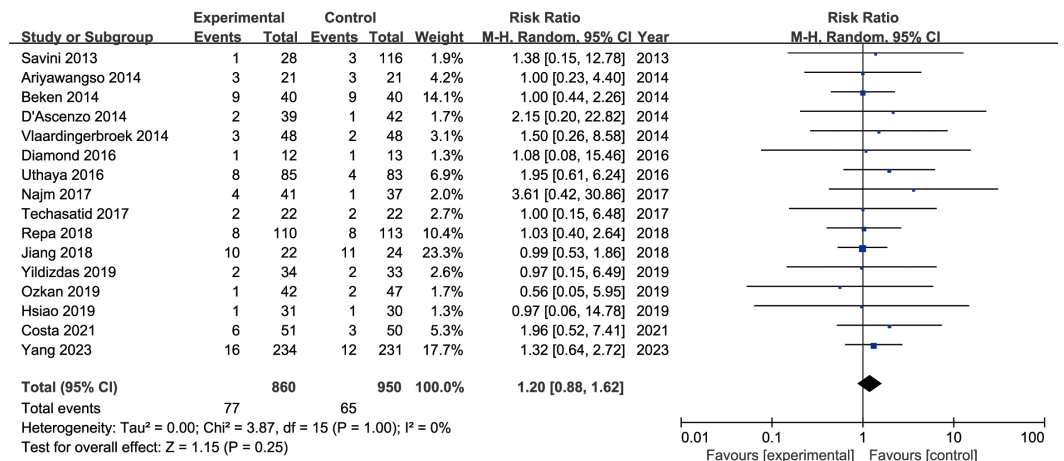 Experimental Control Risk Ratio Risk Ratio
Study or Subgroup Events Total Events Total Weight M-H, Random, 95% CI Year M-H, Random, 95% CI
Savini 2013 1 28 3 116 1.9% 1.38 [0.15, 12.78] 2013
Ariyawangso 2014 3 21 3 21 4.4% 1.00 [0.23, 4.40] 2014
Beken 2014 9 40 9 40 14.1% 1.00 [0.44, 2.26] 2014
D'Ascenzo 2014 2 39 1 42 1.7% 2.15 [0.20, 22.82] 2014
Vlaardingerbroek 2014 3 48 2 48 3.1% 1.50 [0.26, 8.58] 2014
Diamond 2016 1 12 1 13 1.3% 1.08 [0.08, 15.46] 2016
Uthaya 2016 8 85 4 83 6.9% 1.95 [0.61, 6.24] 2016
Najm 2017 4 41 1 37 2.0% 3.61 [0.42, 30.86] 2017
Techasatid 2017 2 22 2 22 2.7% 1.00 [0.15, 6.48] 2017
Repa 2018 8 110 8 113 10.4% 1.03 [0.40, 2.64] 2018
Jiang 2018 10 22 11 24 23.3% 0.99 [0.53, 1.86] 2018
Yildizdas 2019 2 34 2 33 2.6% 0.97 [0.15, 6.49] 2019
Ozkan 2019 1 42 2 47 1.7% 0.56 [0.05, 5.95] 2019
Hsiao 2019 1 31 1 30 1.3% 0.97 [0.06, 14.78] 2019
Costa 2021 6 51 3 50 5.3% 1.96 [0.52, 7.41] 2021
Yang 2023 16 234 12 231 17.7% 1.32 [0.64, 2.72] 2023
Total (95% CI) 860 950 100.0% 1.20 [0.88, 1.62]
Total events 77 65
Heterogeneity: Tau² = 0.00; Chi² = 3.87, df = 15 (P = 1.00); I² = 0%
Test for overall effect: Z = 1.15 (P = 0.25)
0.01 0.1 1 10 100
Favours [experimental] Favours [control]